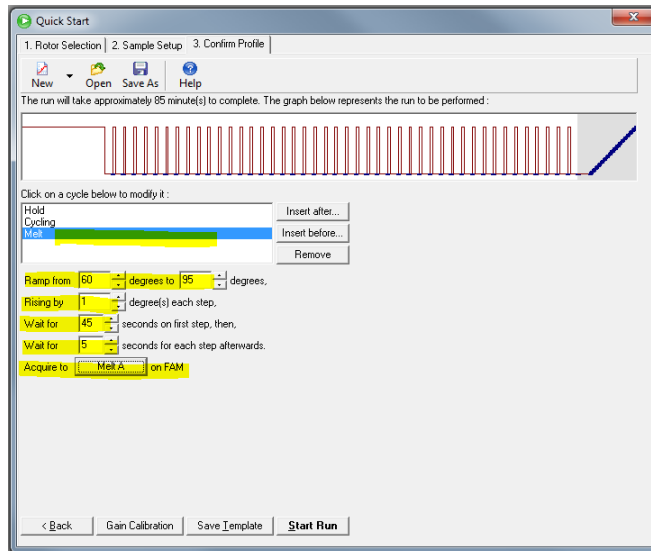 Quick Start
1. Rotor Selection 2. Sample Setup 3. Confirm Profile
New Open Save As Help
The run will take approximately 85 minute(s) to complete. The graph below represents the run to be performed :
Click on a cycle below to modify it :
Hold
Cycling
Melt
Insert after...
Insert before...
Remove
Ramp from 60 degrees to 95 degrees,
Rising by 1 degree(s) each step,
Wait for 45 seconds on first step, then,
Wait for 5 seconds for each step afterwards.
Acquire to Melt A on FAM
< Back Gain Calibration Save Template Start Run